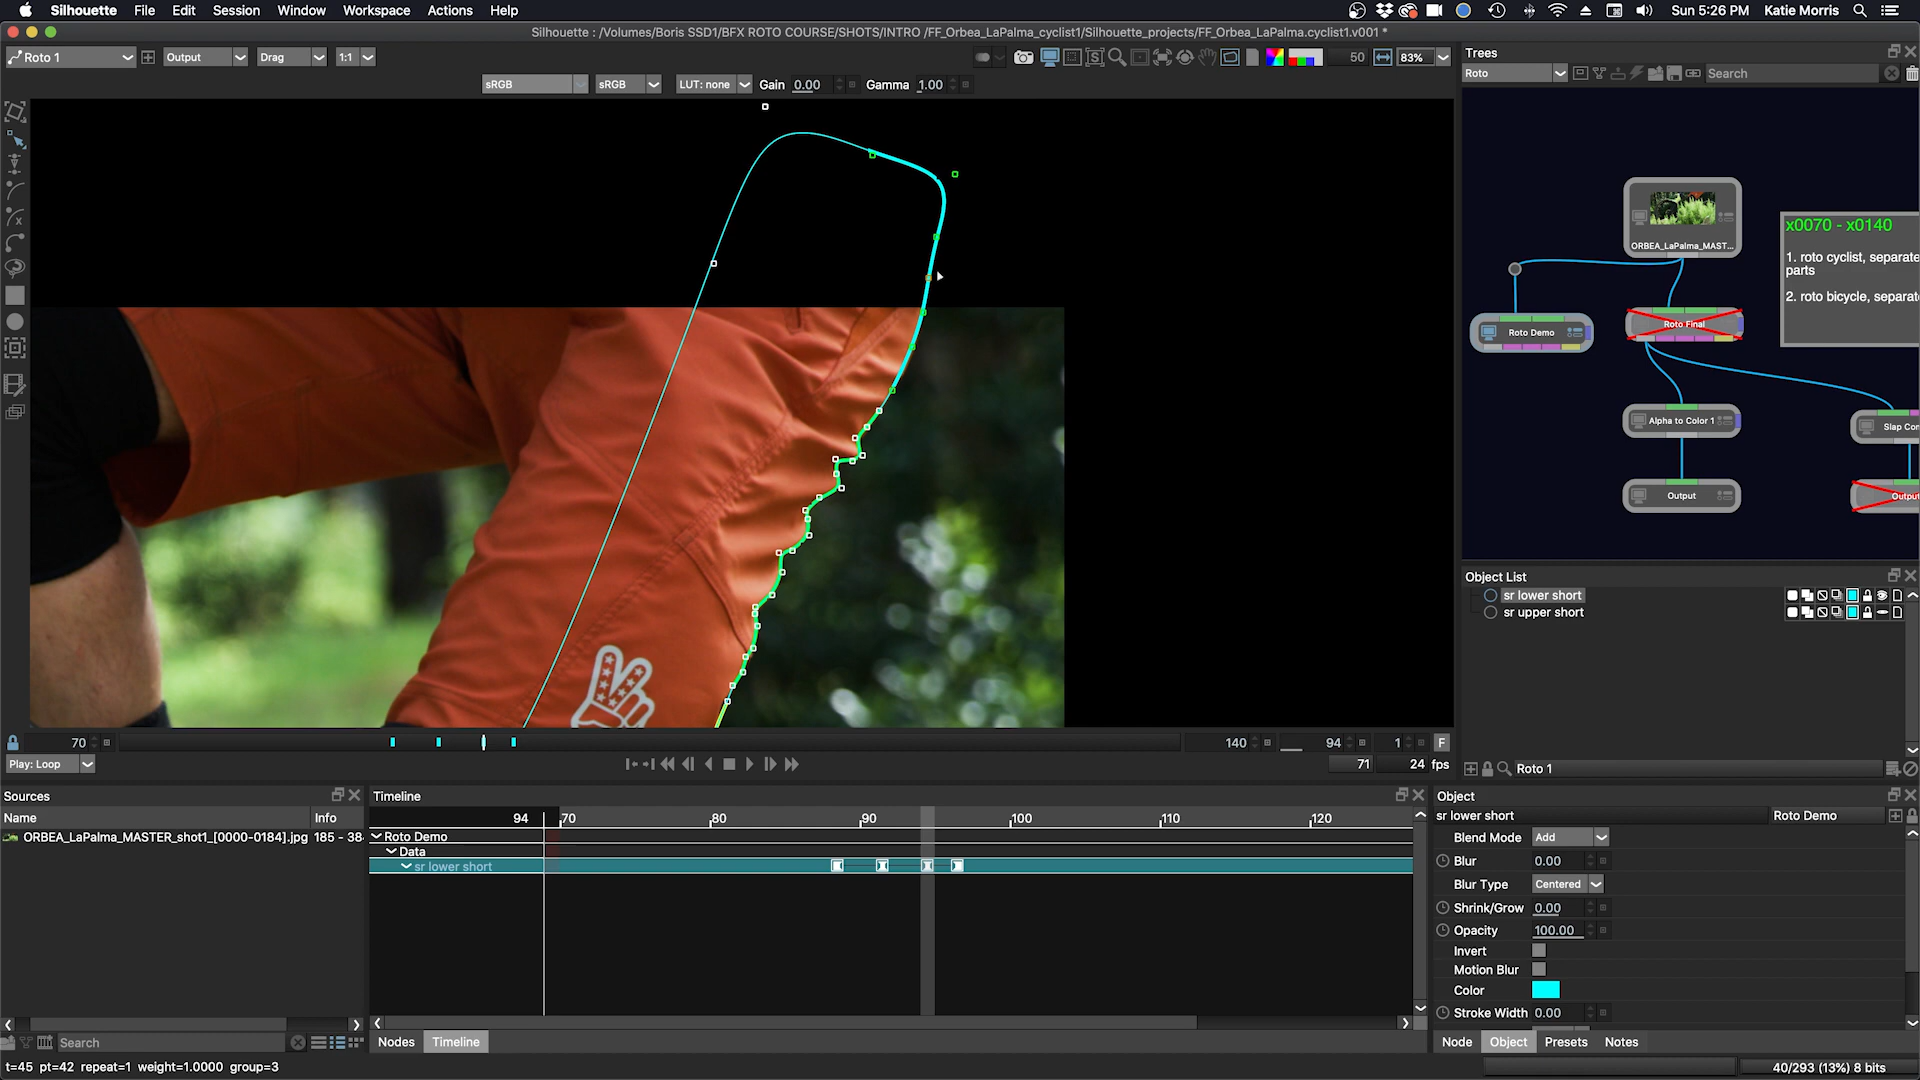 Silhouette File Edit Session Window Workspace Actions Help Sun 5:26 PM Katie Morris
Silhouette : /Volumes/Boris SSD1/BFX ROTO COURSE/SHOTS/INTRO /FF_Orbea_LaPalma_cyclist1/Silhouette_projects/FF_Orbea_LaPalma.cyclist1.v001 *
Roto 1 Output Drag 1:1 50 83%
sRGB sRGB LUT: none Gain 0.00 Gamma 1.00
Trees
Roto Search
ORBEA_LaPalma_MAST...
x0070 - x0140
1. roto cyclist, separate
parts
2. roto bicycle, separat
Roto Demo
Roto Final
Alpha to Color 1
Slap Con
Output
Output
Object List
sr lower short
sr upper short
Roto 1
70 140 94 1 F
Play: Loop 71 24 fps
Sources
Name Info
ORBEA_LaPalma_MASTER_shot1_[0000-0184].jpg 185 - 38
Search
Timeline
94 70 80 90 100 110 120
Roto Demo
Data
sr lower short
Nodes Timeline
Object
sr lower short Roto Demo
Blend Mode Add
Blur 0.00
Blur Type Centered
Shrink/Grow 0.00
Opacity 100.00
Invert
Motion Blur
Color
Stroke Width 0.00
Node Object Presets Notes
t=45 pt=42 repeat=1 weight=1.0000 group=3
40/293 (13%) 8 bits